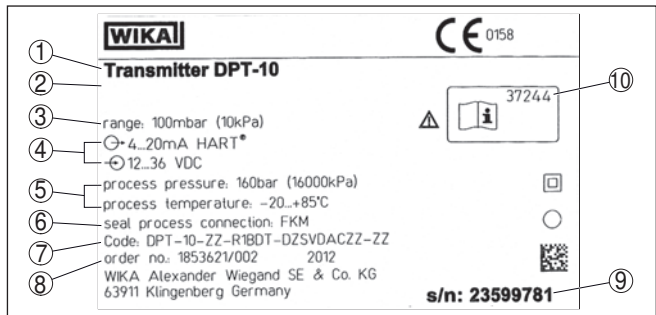 WIKA
CE 0158
① Transmitter DPT-10
②
37244 ⑩
③ range: 100mbar (10kPa)
④ 4...20mA HART®
12...36 VDC
⑤ process pressure: 160bar (16000kPa)
process temperature: -20...+85°C
⑥ seal process connection: FKM
⑦ Code: DPT-10-ZZ-R1BDT-DZSVDACZZ-ZZ
⑧ order no.: 1853621/002 2012
WIKA Alexander Wiegand SE & Co. KG
63911 Klingenberg Germany
s/n: 23599781 ⑨